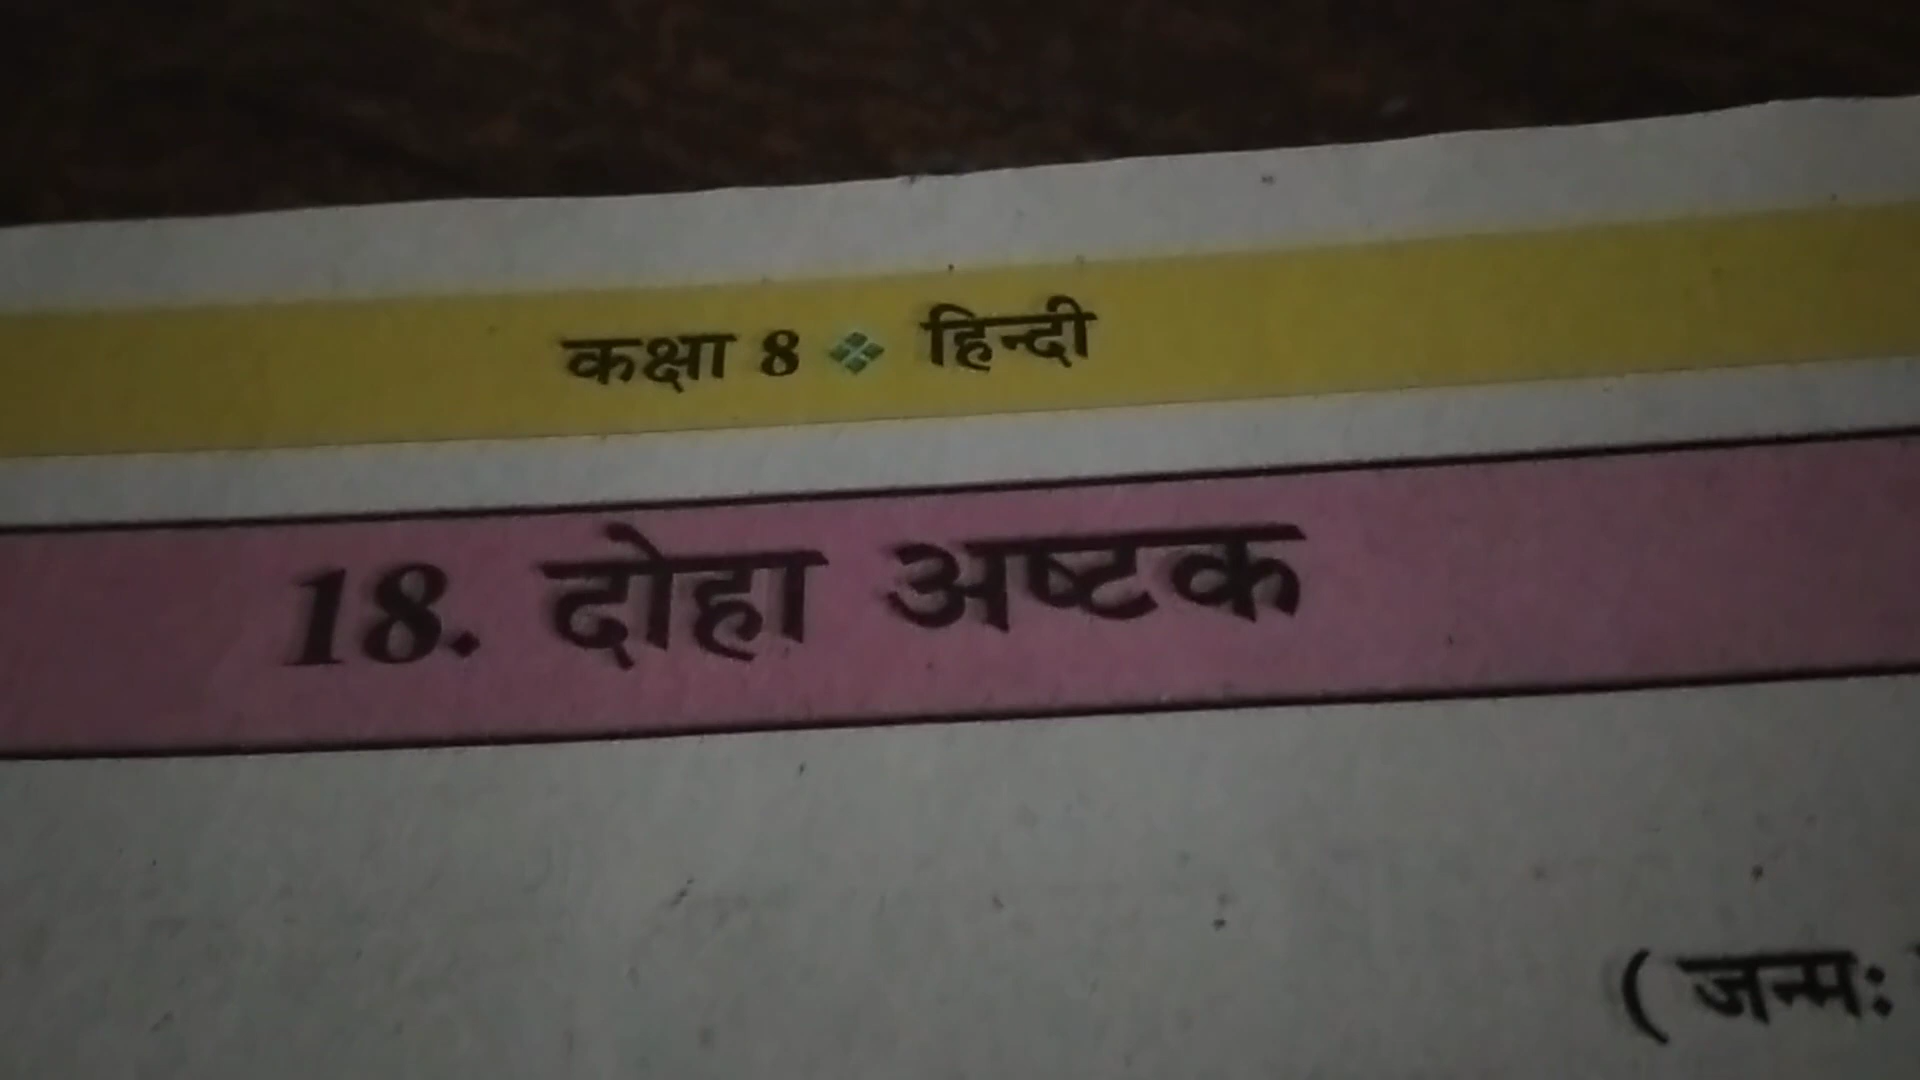 कक्षा 8 ❖ हिन्दी
18. दोहा अष्टक
( जन्म: